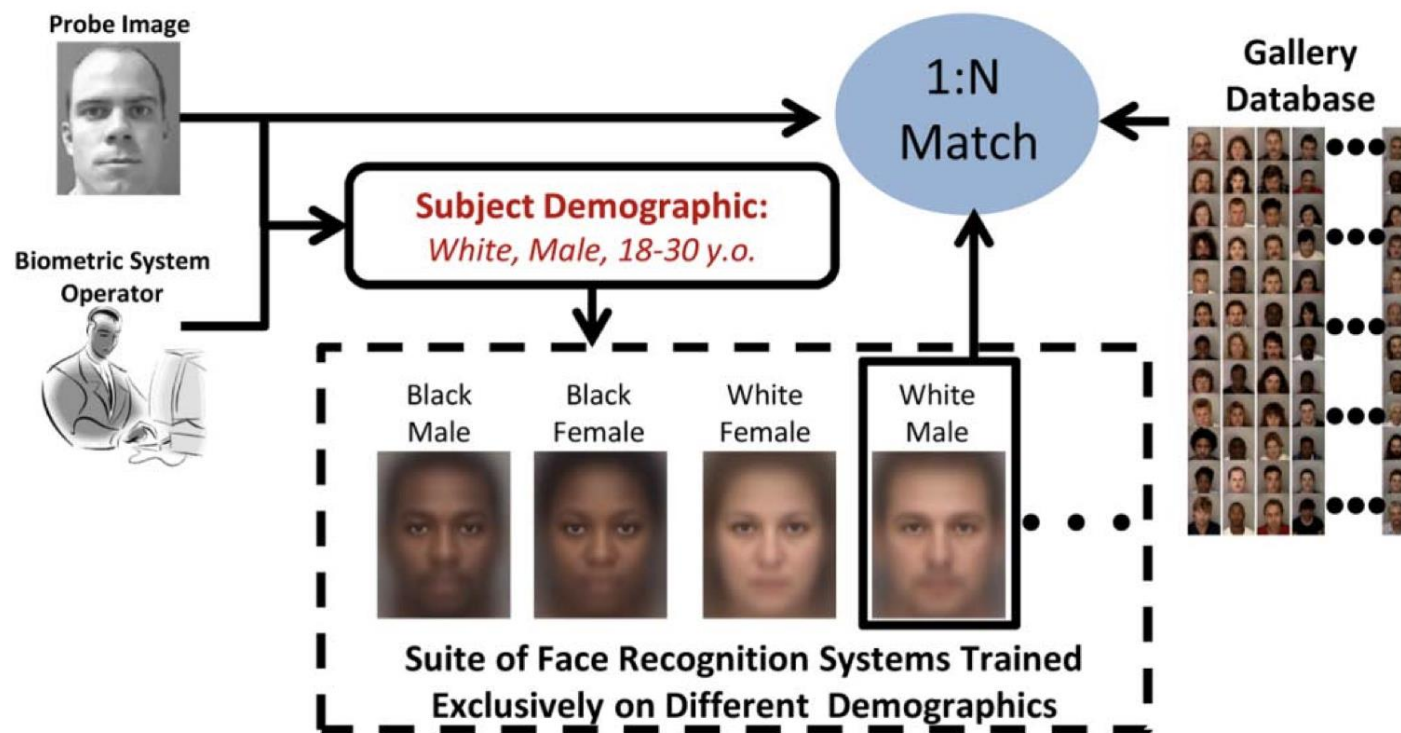 Probe Image
1:N
Match
Gallery
Database
Subject Demographic:
White, Male, 18-30 y.o.
Biometric System
Operator
Black
Male
Black
Female
White
Female
White
Male
Suite of Face Recognition Systems Trained
Exclusively on Different Demographics